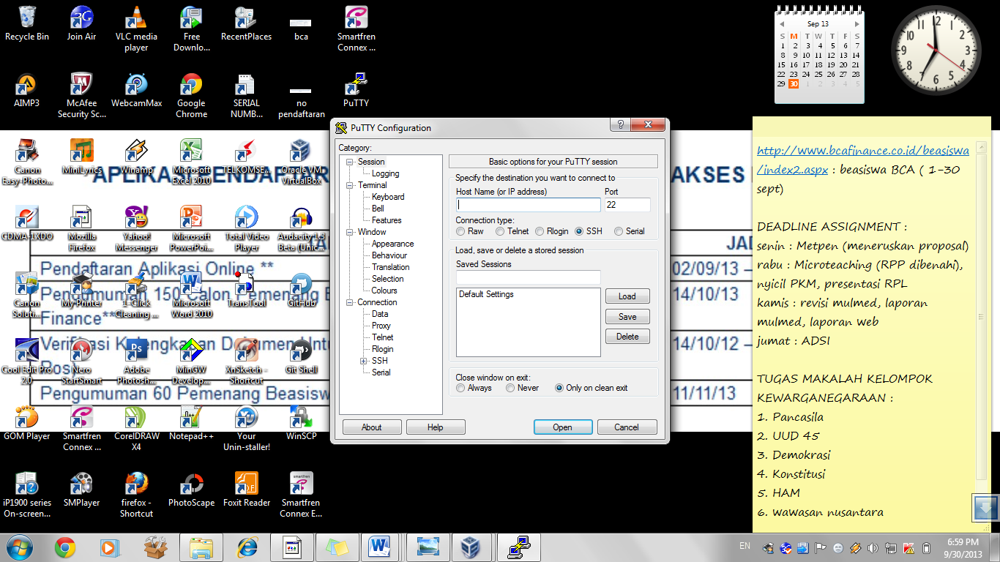 Recycle Bin
Join Air
VLC media player
Free Downlo...
RecentPlaces
bca
Smartfren Connex ...
AIMP3
McAfee Security Sc...
WebcamMax
Google Chrome
SERIAL NUMB...
no pendaftaran
PuTTY
Canon Easy-Photo...
MiniLyrics
Winamp
Microsoft Excel 2010
TELKOMSE...
Oracle VM VirtualBox
CDMA-1XDO
Mozilla Firefox
Yahoo! Messenger
Microsoft PowerPoi...
Total Video Player
Audacity 1.3 Beta (Unic...
Canon Soluti...
My Printer
1-Click Cleaning ...
Microsoft Word 2010
TransTool
GitHub
Cool Edit Pro 2.0
Nero StartSmart
Adobe Photosh...
MinGW Develop...
XnSketch - Shortcut
Git Shell
GOM Player
Smartfren Connex ...
CorelDRAW X4
Notepad++
Your Unin-staller!
WinSCP
iP1900 series On-screen...
SMPlayer
firefox - Shortcut
PhotoScape
Foxit Reader
Smartfren Connex E...
APLIKA
AKSES
JAD
Pendaftaran Aplikasi Online **
02/09/13 –
Pengumuman 150 Calon Pemenang B
Finance**
14/10/13
14/10/12 –
Pengumuman 60 Pemenang Beasisw
11/11/13
PuTTY Configuration
Category:
Session
Logging
Terminal
Keyboard
Bell
Features
Window
Appearance
Behaviour
Translation
Selection
Colours
Connection
Data
Proxy
Telnet
Rlogin
SSH
Serial
Basic options for your PuTTY session
Specify the destination you want to connect to
Host Name (or IP address)
Port
22
Connection type:
Raw
Telnet
Rlogin
SSH
Serial
Load, save or delete a stored session
Saved Sessions
Default Settings
Load
Save
Delete
Close window on exit:
Always
Never
Only on clean exit
About
Help
Open
Cancel
Sep 13
S M T W T F S
1 2 3 4 5 6 7
8 9 10 11 12 13 14
15 16 17 18 19 20 21
22 23 24 25 26 27 28
29 30 1 2 3 4 5
12 1 2 3 4 5 6 7 8 9 10 11
http://www.bcafinance.co.id/beasiswa
/index2.aspx : beasiswa BCA ( 1-30
sept)
DEADLINE ASSIGNMENT :
senin : Metpen (meneruskan proposal)
rabu : Microteaching (RPP dibenahi),
nyicil PKM, presentasi RPL
kamis : revisi mulmed, laporan
mulmed, laporan web
jumat : ADSI
TUGAS MAKALAH KELOMPOK
KEWARGANEGARAAN :
1. Pancasila
2. UUD 45
3. Demokrasi
4. Konstitusi
5. HAM
6. wawasan nusantara
EN
6:59 PM
9/30/2013